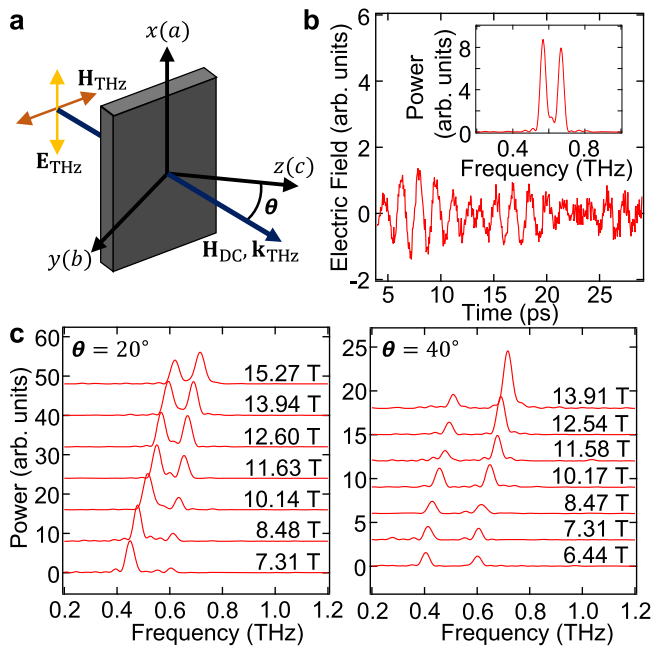 a
x(a)
H_THz
E_THz
z(c)
θ
y(b)
H_DC, k_THz
b
Electric Field (arb. units)
6
4
2
0
-2
Power
(arb. units)
8
4
0
0.4 0.8
Frequency (THz)
5 10 15 20 25
Time (ps)
c
Power (arb. units)
60
50
40
30
20
10
0
θ = 20°
15.27 T
13.94 T
12.60 T
11.63 T
10.14 T
8.48 T
7.31 T
0.2 0.4 0.6 0.8 1.0 1.2
Frequency (THz)
25
20
15
10
5
0
θ = 40°
13.91 T
12.54 T
11.58 T
10.17 T
8.47 T
7.31 T
6.44 T
0.2 0.4 0.6 0.8 1.0 1.2
Frequency (THz)